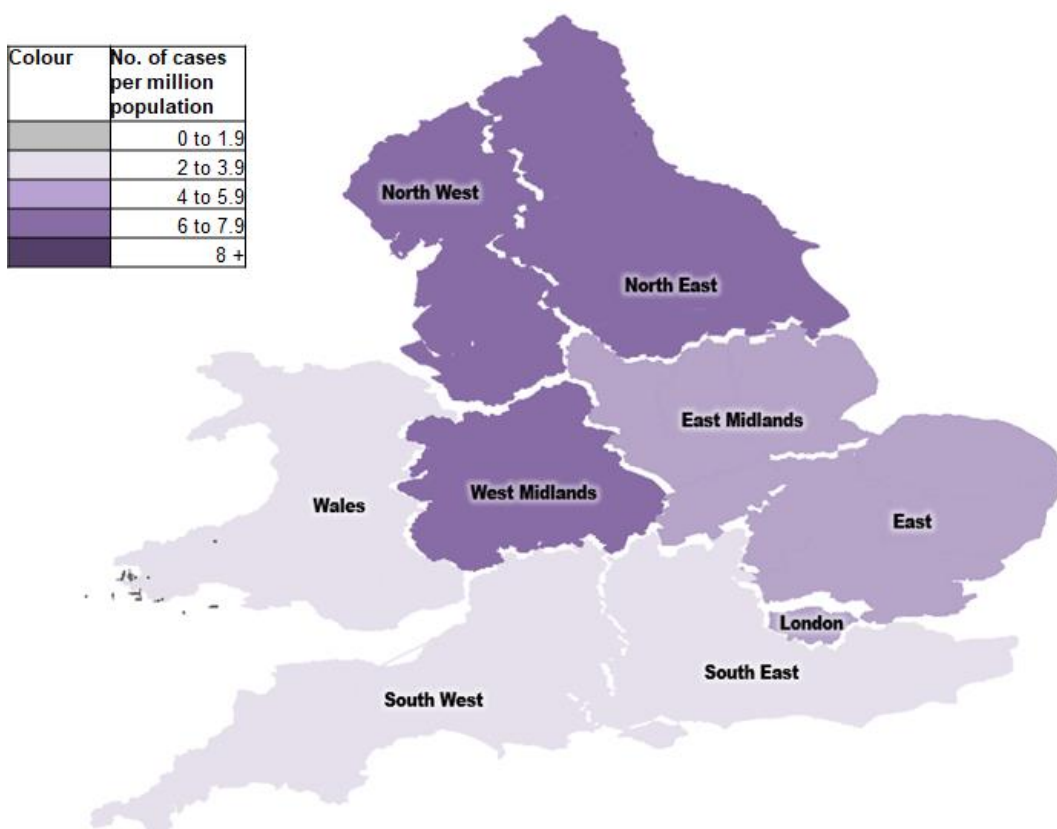 Colour No. of cases
per million
population
0 to 1.9
2 to 3.9
4 to 5.9
6 to 7.9
8 +
North West
North East
East Midlands
West Midlands
Wales
East
London
South East
South West